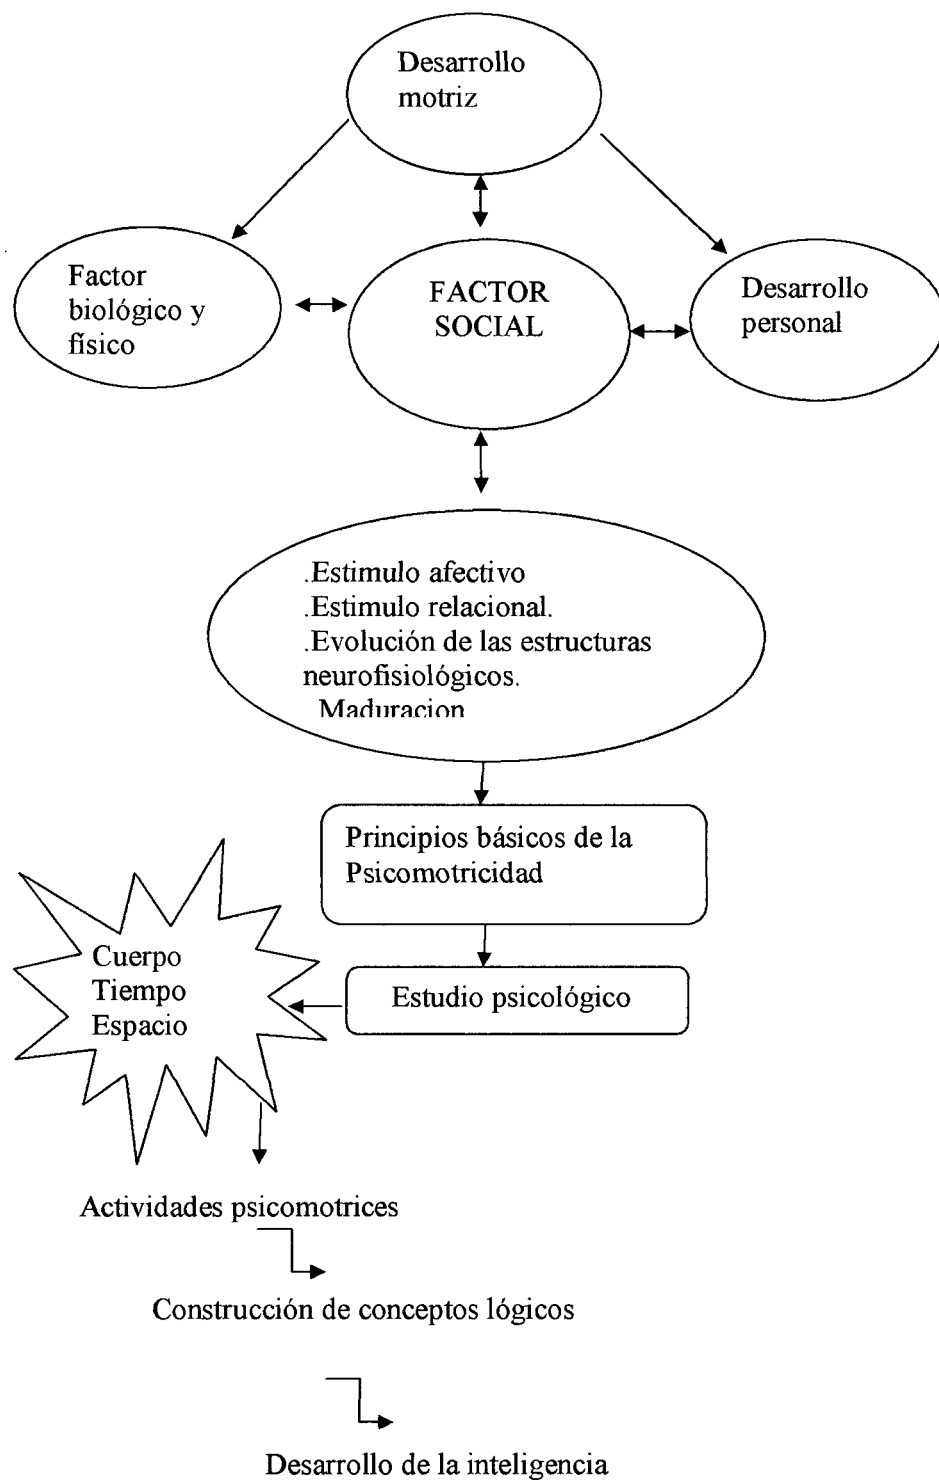 Desarrollo
motriz
Factor
biológico y
físico
FACTOR
SOCIAL
Desarrollo
personal
.Estimulo afectivo
.Estimulo relacional.
.Evolución de las estructuras
neurofisiológicos.
Maduracion
Principios básicos de la
Psicomotricidad
Cuerpo
Tiempo
Espacio
Estudio psicológico
Actividades psicomotrices
Construcción de conceptos lógicos
Desarrollo de la inteligencia